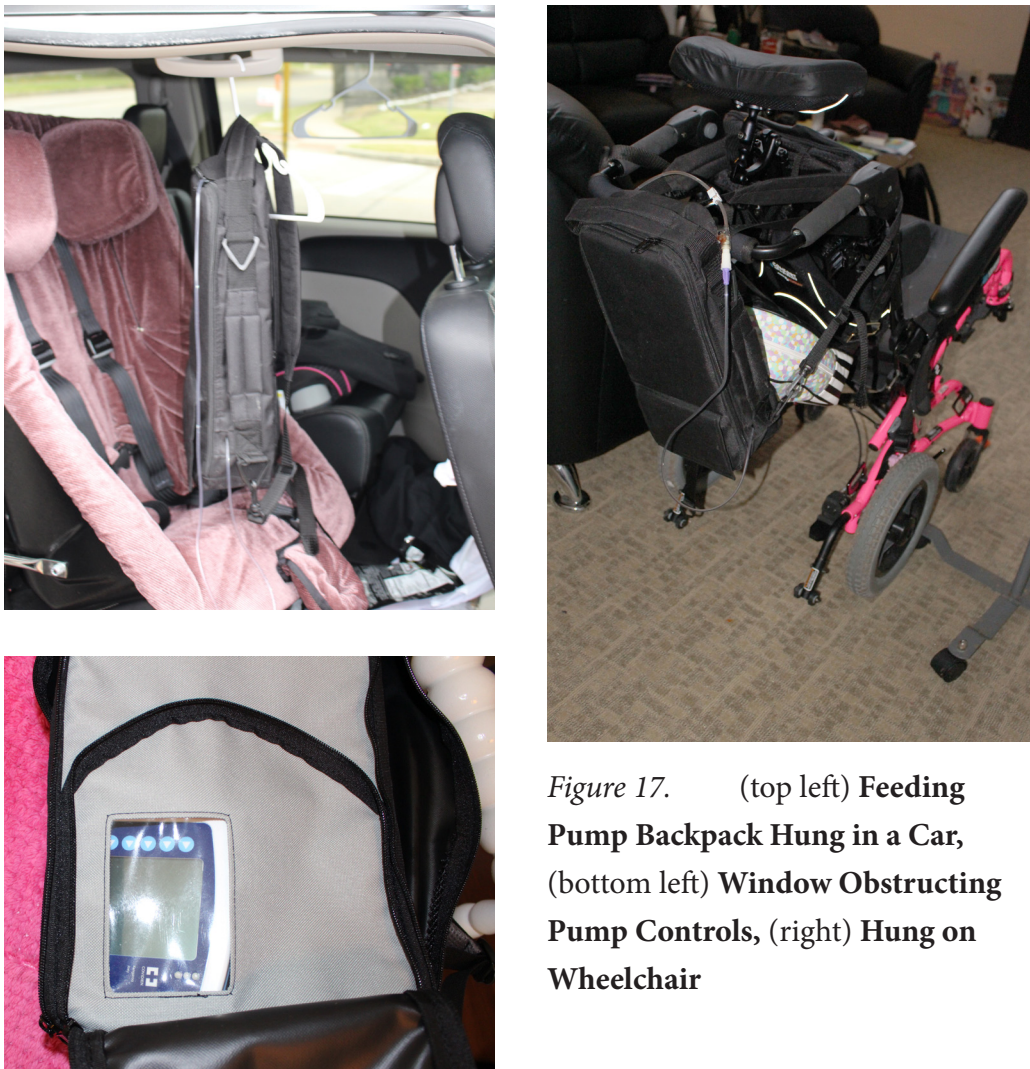 Figure 17. (top left) Feeding
Pump Backpack Hung in a Car,
(bottom left) Window Obstructing
Pump Controls, (right) Hung on
Wheelchair